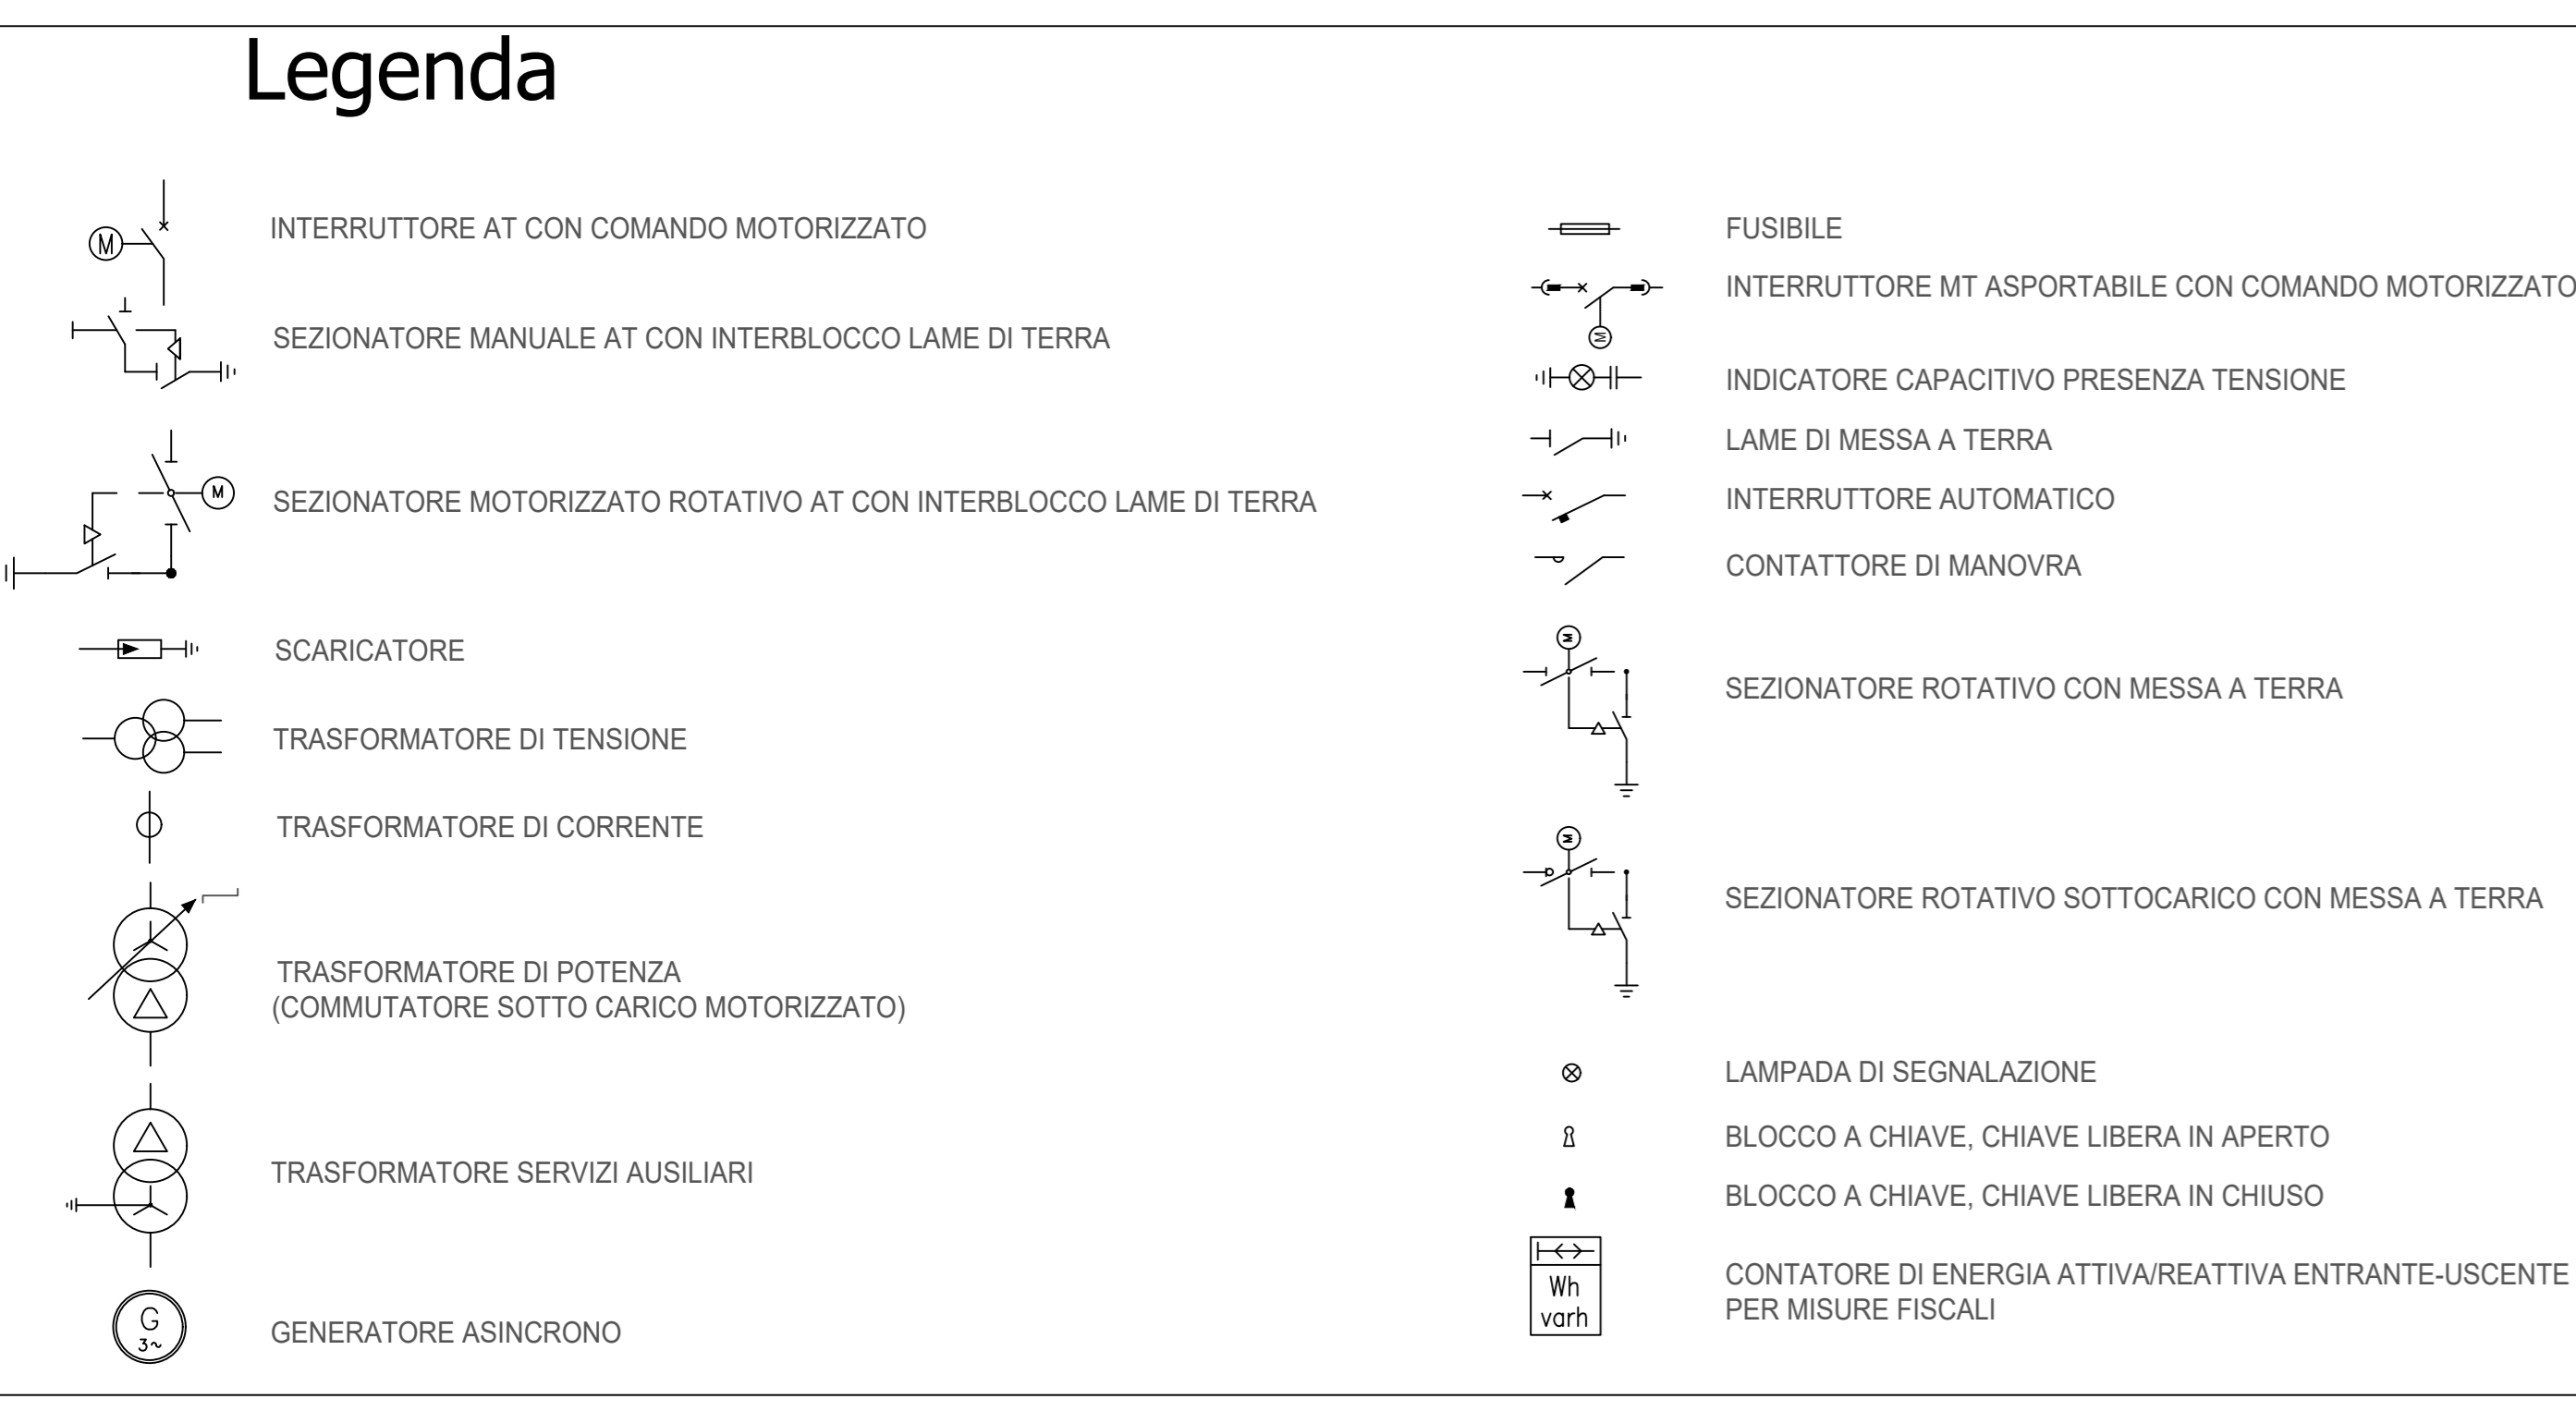 Legenda
M
INTERRUTTORE AT CON COMANDO MOTORIZZATO
SEZIONATORE MANUALE AT CON INTERBLOCCO LAME DI TERRA
M
SEZIONATORE MOTORIZZATO ROTATIVO AT CON INTERBLOCCO LAME DI TERRA
SCARICATORE
TRASFORMATORE DI TENSIONE
TRASFORMATORE DI CORRENTE
TRASFORMATORE DI POTENZA
(COMMUTATORE SOTTO CARICO MOTORIZZATO)
TRASFORMATORE SERVIZI AUSILIARI
G
3~
GENERATORE ASINCRONO
FUSIBILE
INTERRUTTORE MT ASPORTABILE CON COMANDO MOTORIZZATO
M
INDICATORE CAPACITIVO PRESENZA TENSIONE
LAME DI MESSA A TERRA
INTERRUTTORE AUTOMATICO
CONTATTORE DI MANOVRA
M
SEZIONATORE ROTATIVO CON MESSA A TERRA
M
SEZIONATORE ROTATIVO SOTTOCARICO CON MESSA A TERRA
LAMPADA DI SEGNALAZIONE
BLOCCO A CHIAVE, CHIAVE LIBERA IN APERTO
BLOCCO A CHIAVE, CHIAVE LIBERA IN CHIUSO
Wh
varh
CONTATORE DI ENERGIA ATTIVA/REATTIVA ENTRANTE-USCENTE
PER MISURE FISCALI